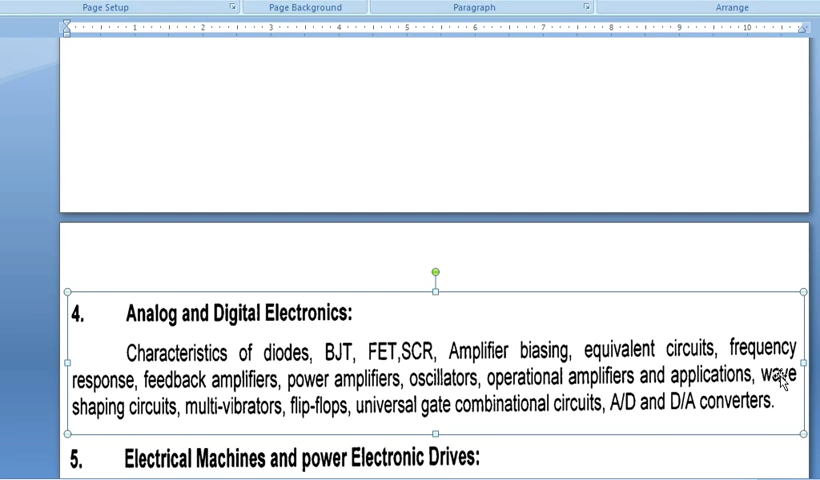 Page Setup Page Background Paragraph Arrange
1 2 3 4 5 6 7 8 9 10
4. Analog and Digital Electronics:
Characteristics of diodes, BJT, FET,SCR, Amplifier biasing, equivalent circuits, frequency
response, feedback amplifiers, power amplifiers, oscillators, operational amplifiers and applications, wave
shaping circuits, multi-vibrators, flip-flops, universal gate combinational circuits, A/D and D/A converters.
5. Electrical Machines and power Electronic Drives: